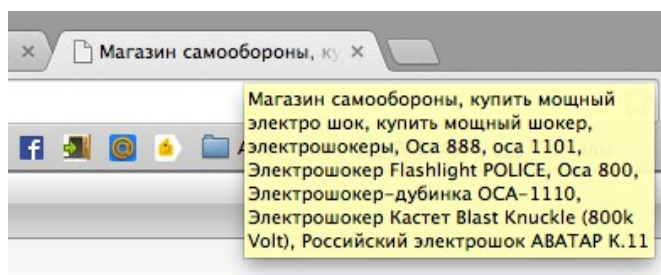 Магазин самообороны, ку
Магазин самообороны, купить мощный
электро шок, купить мощный шокер,
электрошокеры, Оса 888, оса 1101,
Электрошокер Flashlight POLICE, Оса 800,
Электрошокер-дубинка ОСА-1110,
Электрошокер Кастет Blast Knuckle (800k
Volt), Российский электрошок АВАТАР К.11